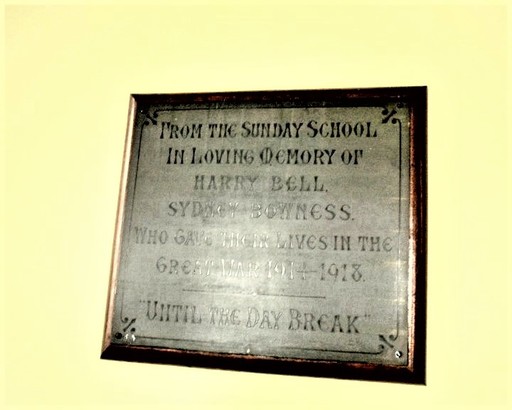 FROM THE SUNDAY SCHOOL
IN LOVING MEMORY OF
HARRY BELL.
SYDNEY BOWNESS.
WHO GAVE THEIR LIVES IN THE
GREAT WAR 1914-1918.
"UNTIL THE DAY BREAK"